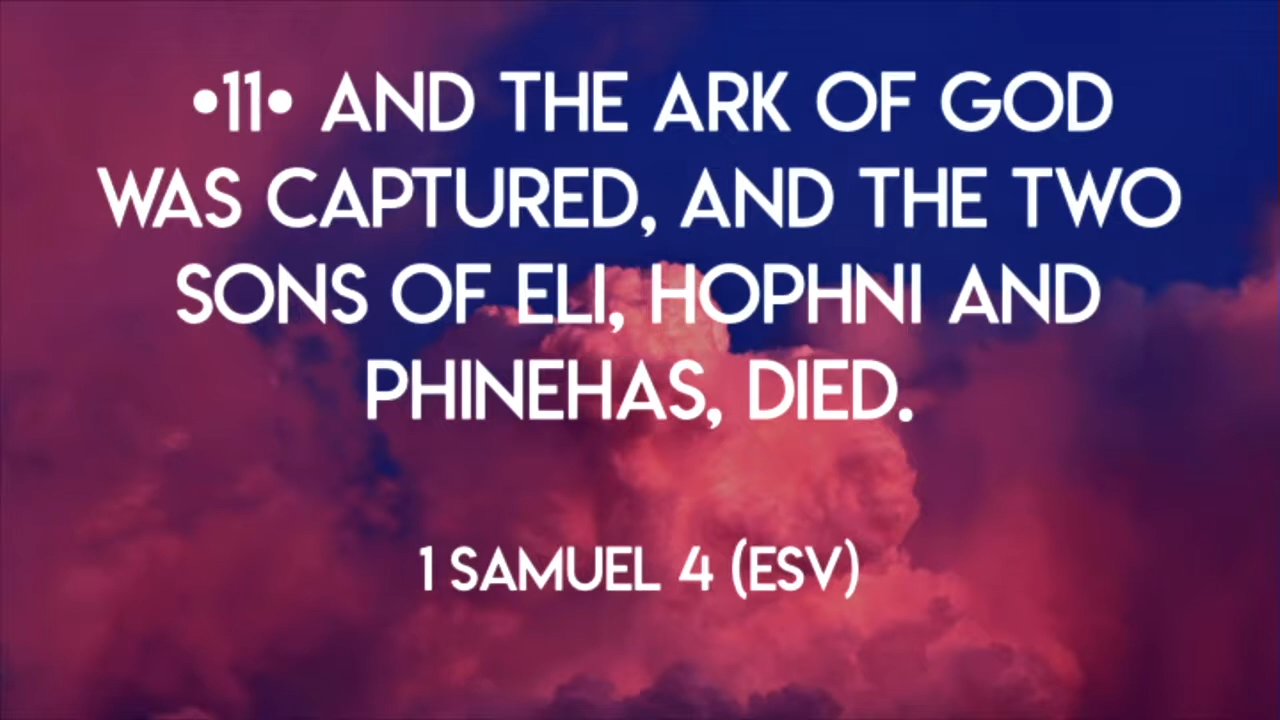 •11• AND THE ARK OF GOD
WAS CAPTURED, AND THE TWO
SONS OF ELI, HOPHNI AND
PHINEHAS, DIED.
1 SAMUEL 4 (ESV)